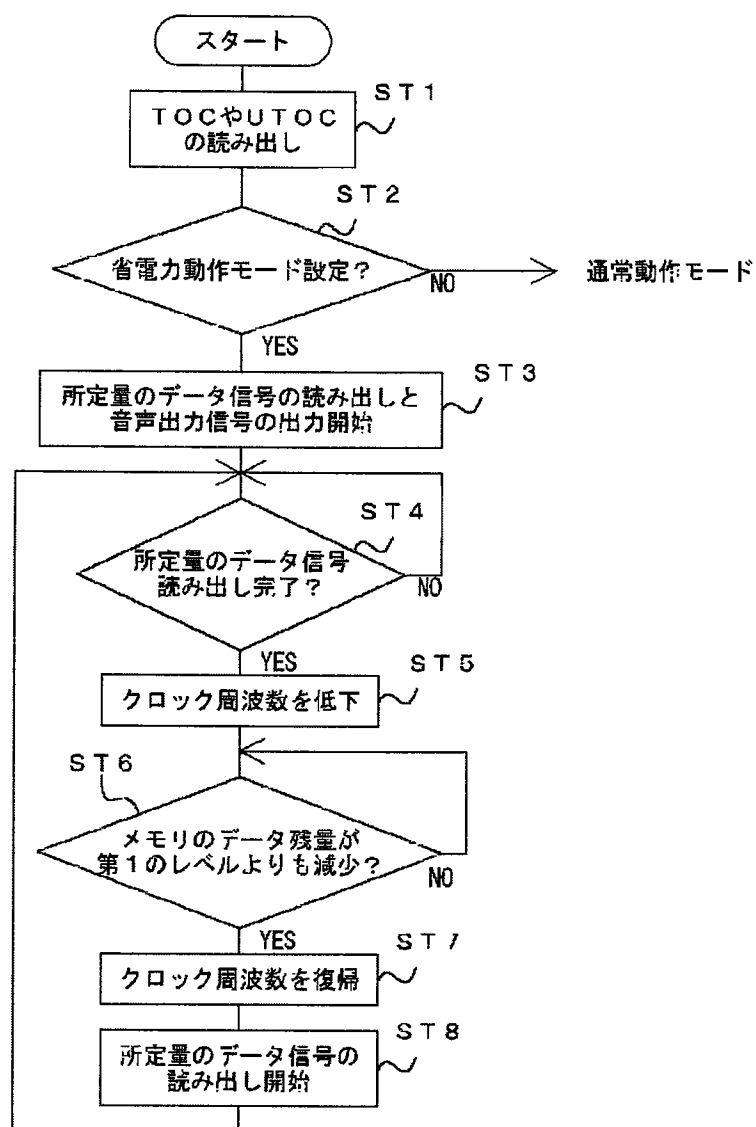 スタート
ST1
TOCやUTOC
の読み出し
ST2
省電力動作モード設定?
NO
通常動作モード
YES
ST3
所定量のデータ信号の読み出しと
音声出力信号の出力開始
ST4
所定量のデータ信号
読み出し完了?
NO
YES
ST5
クロック周波数を低下
ST6
メモリのデータ残量が
第1のレベルよりも減少?
NO
YES
ST7
クロック周波数を復帰
ST8
所定量のデータ信号の
読み出し開始